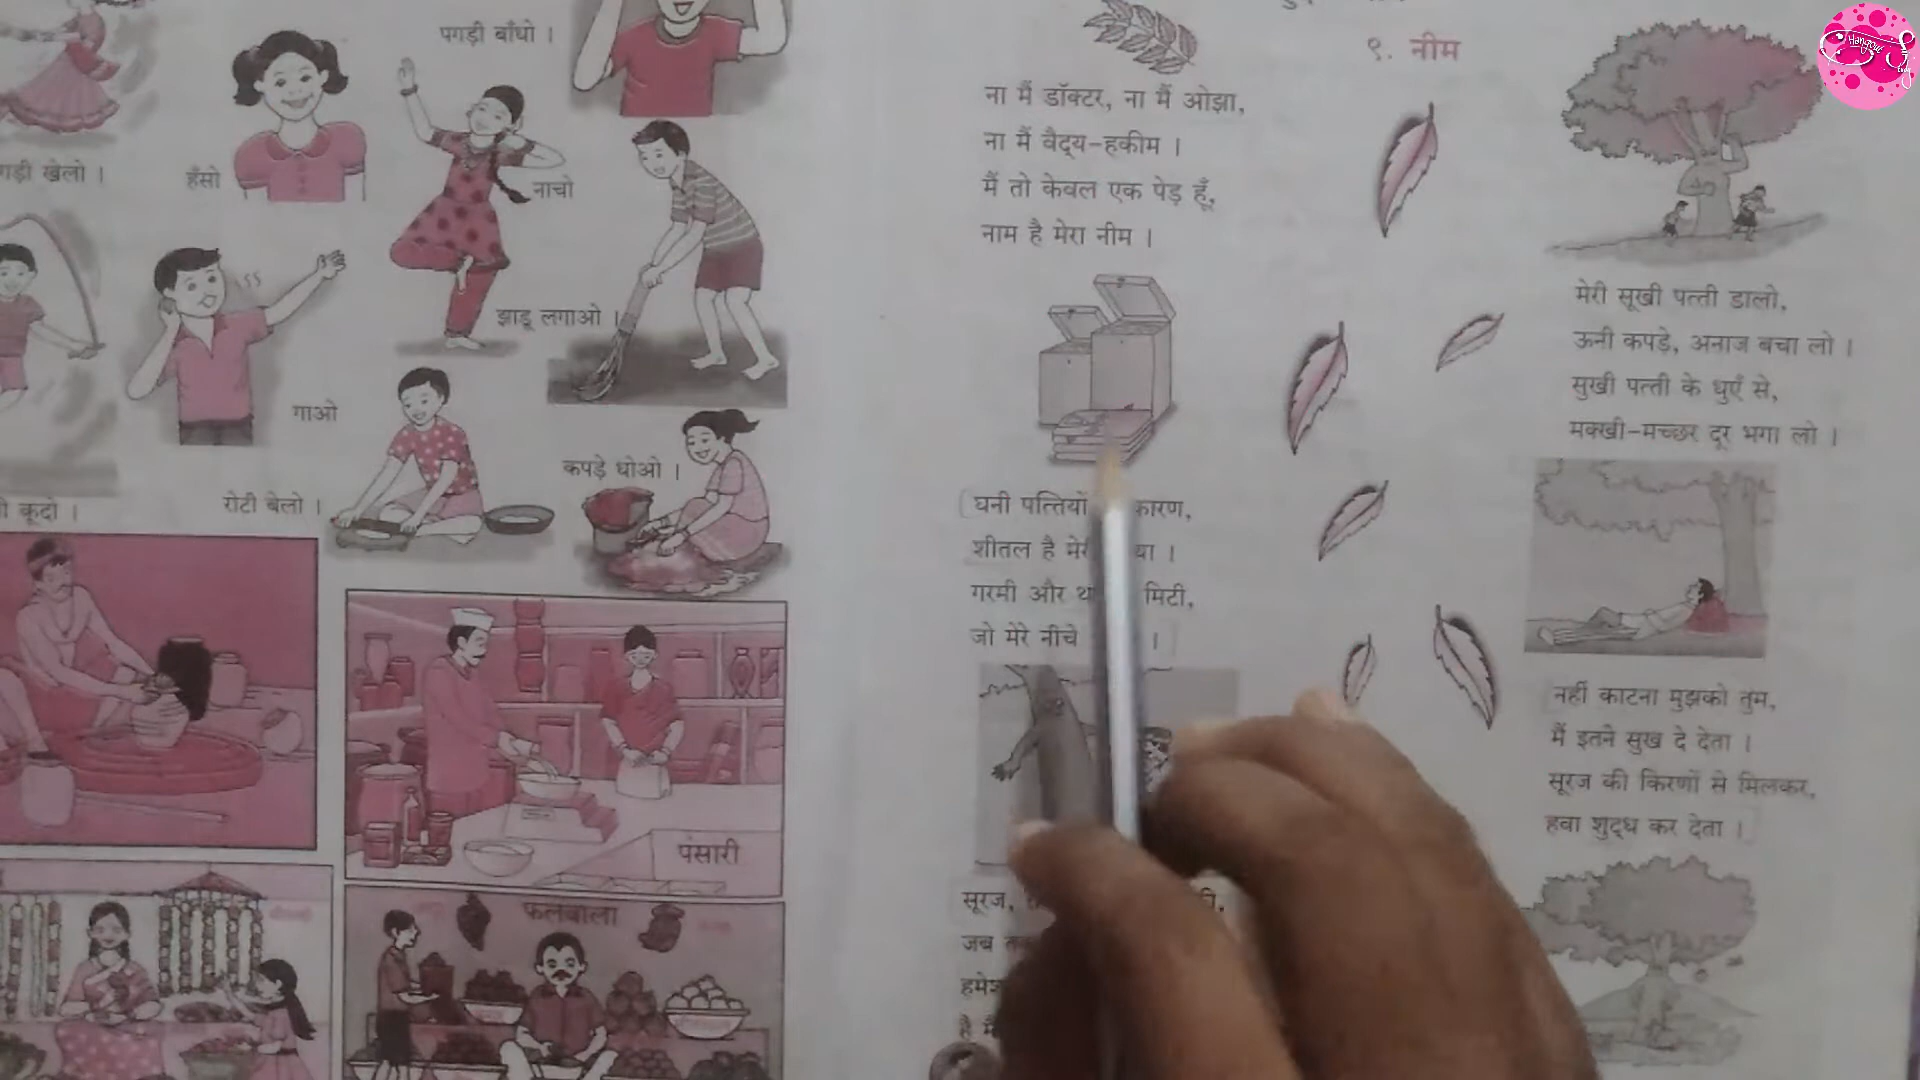 पगड़ी बाँधो ।
गड़ी खेलो ।
हँसो
नाचो
झाडू लगाओ ।
गाओ
कपड़े धोओ ।
कूदो ।
रोटी बेलो ।
पंसारी
फलवाला
९. नीम
ना मैं डॉक्टर, ना मैं ओझा,
ना मैं वैद्य-हकीम ।
मैं तो केवल एक पेड़ हूँ,
नाम है मेरा नीम ।
मेरी सूखी पत्ती डालो,
ऊनी कपड़े, अनाज बचा लो ।
सुखी पत्ती के धुएँ से,
मक्खी-मच्छर दूर भगा लो ।
घनी पत्तियों कारण,
शीतल है
गरमी और मिटी,
जो मेरे नीचे ।
नहीं काटना मुझको तुम,
मैं इतने सुख दे देता ।
सूरज की किरणों से मिलकर,
हवा शुद्ध कर देता ।
सूरज,
जब
Hangout